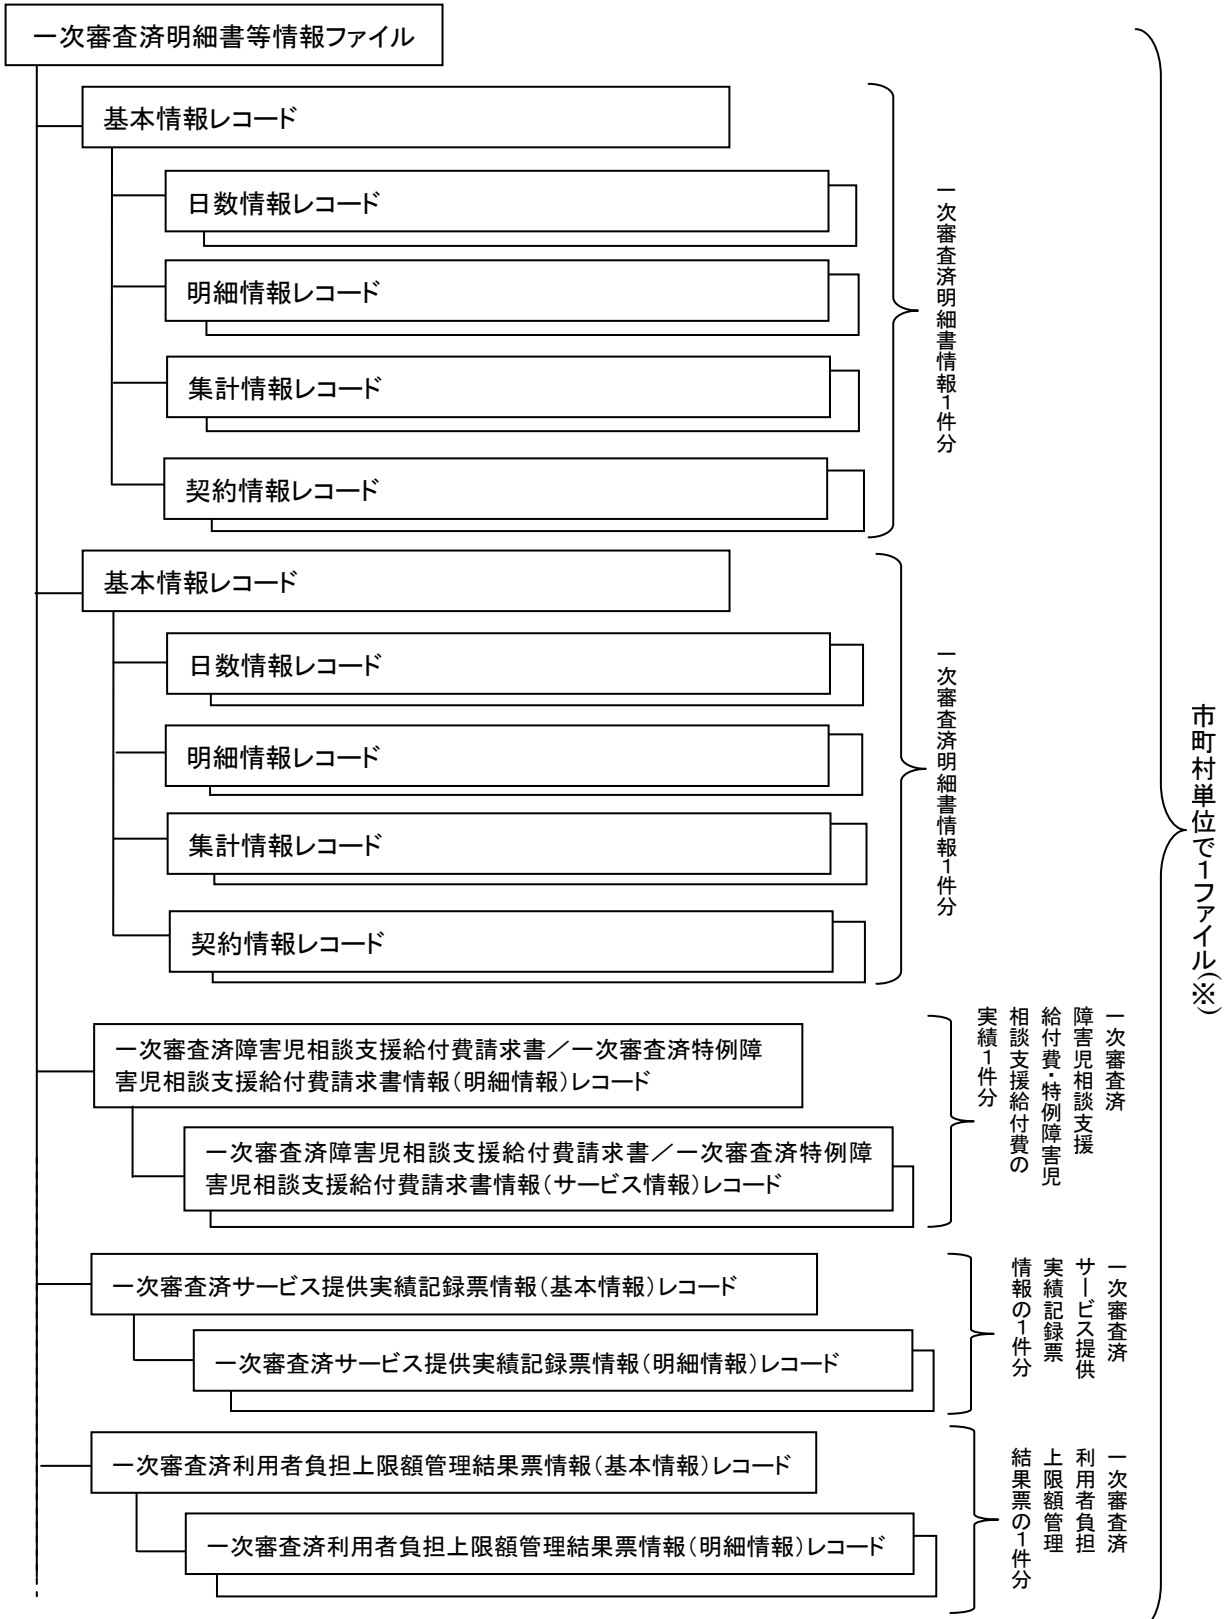 一次審査済明細書等情報ファイル
基本情報レコード
日数情報レコード
明細情報レコード
集計情報レコード
契約情報レコード
一次審査済明細書情報1件分
基本情報レコード
日数情報レコード
明細情報レコード
集計情報レコード
契約情報レコード
一次審査済明細書情報1件分
一次審査済障害児相談支援給付費請求書／一次審査済特例障
害児相談支援給付費請求書情報（明細情報）レコード
一次審査済障害児相談支援給付費請求書／一次審査済特例障
害児相談支援給付費請求書情報（サービス情報）レコード
一次審査済
障害児相談支援
給付費・特例障害児
相談支援給付費の
実績1件分
一次審査済サービス提供実績記録票情報（基本情報）レコード
一次審査済サービス提供実績記録票情報（明細情報）レコード
一次審査済
サービス提供
実績記録票
情報の1件分
一次審査済利用者負担上限額管理結果票情報（基本情報）レコード
一次審査済利用者負担上限額管理結果票情報（明細情報）レコード
一次審査済
利用者負担
上限額管理
結果票の1件分
市町村単位で1ファイル（※）